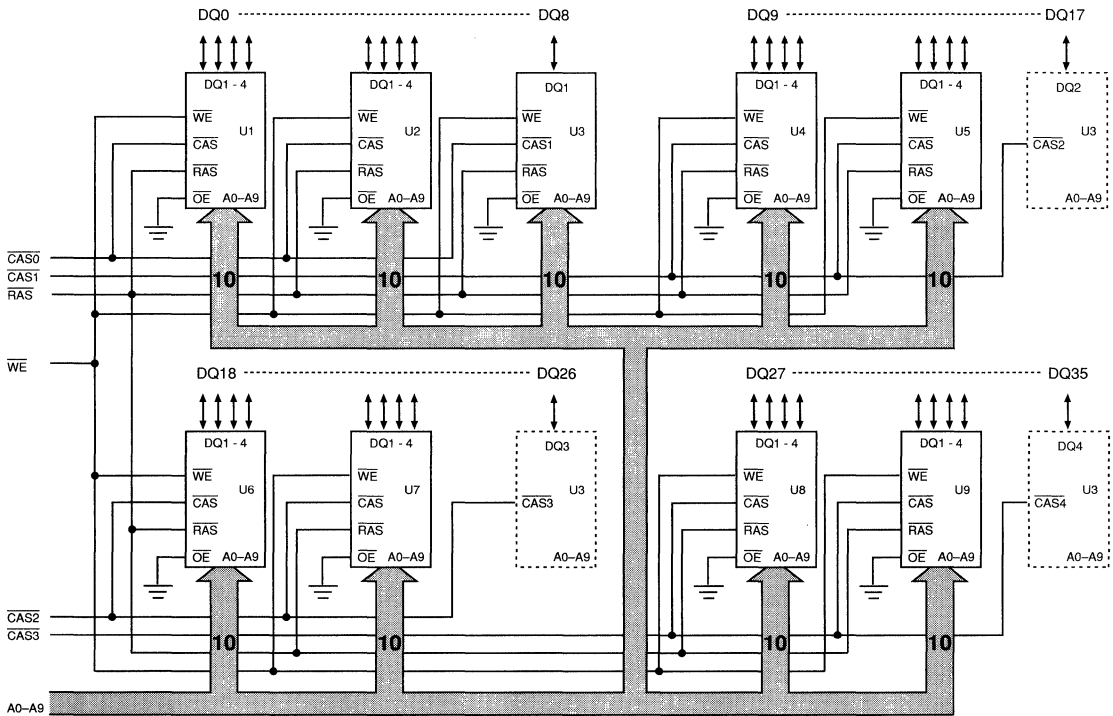 DQ0 DQ8 DQ9 DQ17
DQ1 - 4 DQ1 - 4 DQ1 DQ1 - 4 DQ1 - 4 DQ2
WE WE WE WE WE
U1 U2 U3 U4 U5 U3
CAS CAS CAS1 CAS CAS CAS2
RAS RAS RAS RAS RAS
OE A0–A9 OE A0–A9 OE A0–A9 OE A0–A9 OE A0–A9 A0–A9
CAS0
CAS1
10 10 10 10 10
RAS
WE
DQ18 DQ26 DQ27 DQ35
DQ1 - 4 DQ1 - 4 DQ3 DQ1 - 4 DQ1 - 4 DQ4
WE WE WE WE
U6 U7 U3 U8 U9 U3
CAS CAS CAS3 CAS CAS CAS4
RAS RAS RAS RAS
OE A0–A9 OE A0–A9 A0–A9 OE A0–A9 OE A0–A9 A0–A9
CAS2
CAS3
10 10 10 10
A0–A9